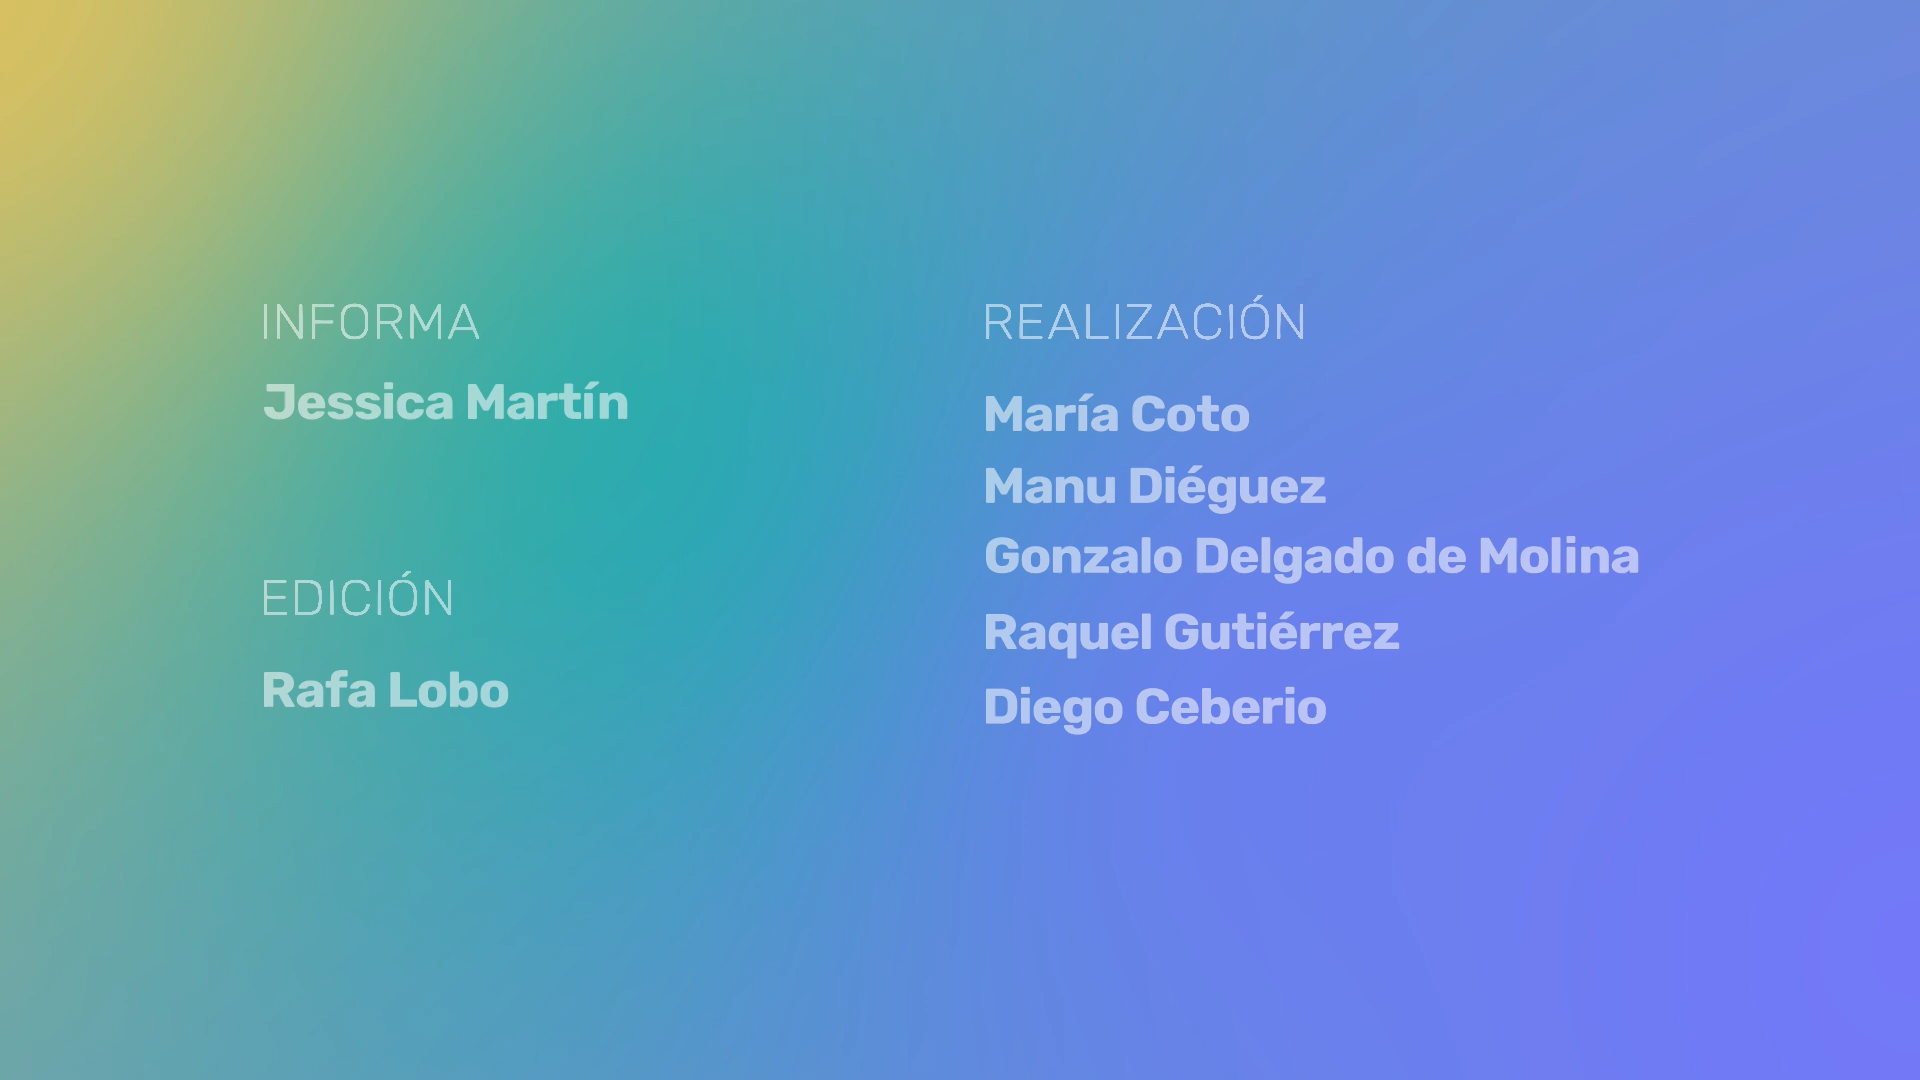 INFORMA
Jessica Martín
EDICIÓN
Rafa Lobo
REALIZACIÓN
María Coto
Manu Diéguez
Gonzalo Delgado de Molina
Raquel Gutiérrez
Diego Ceberio